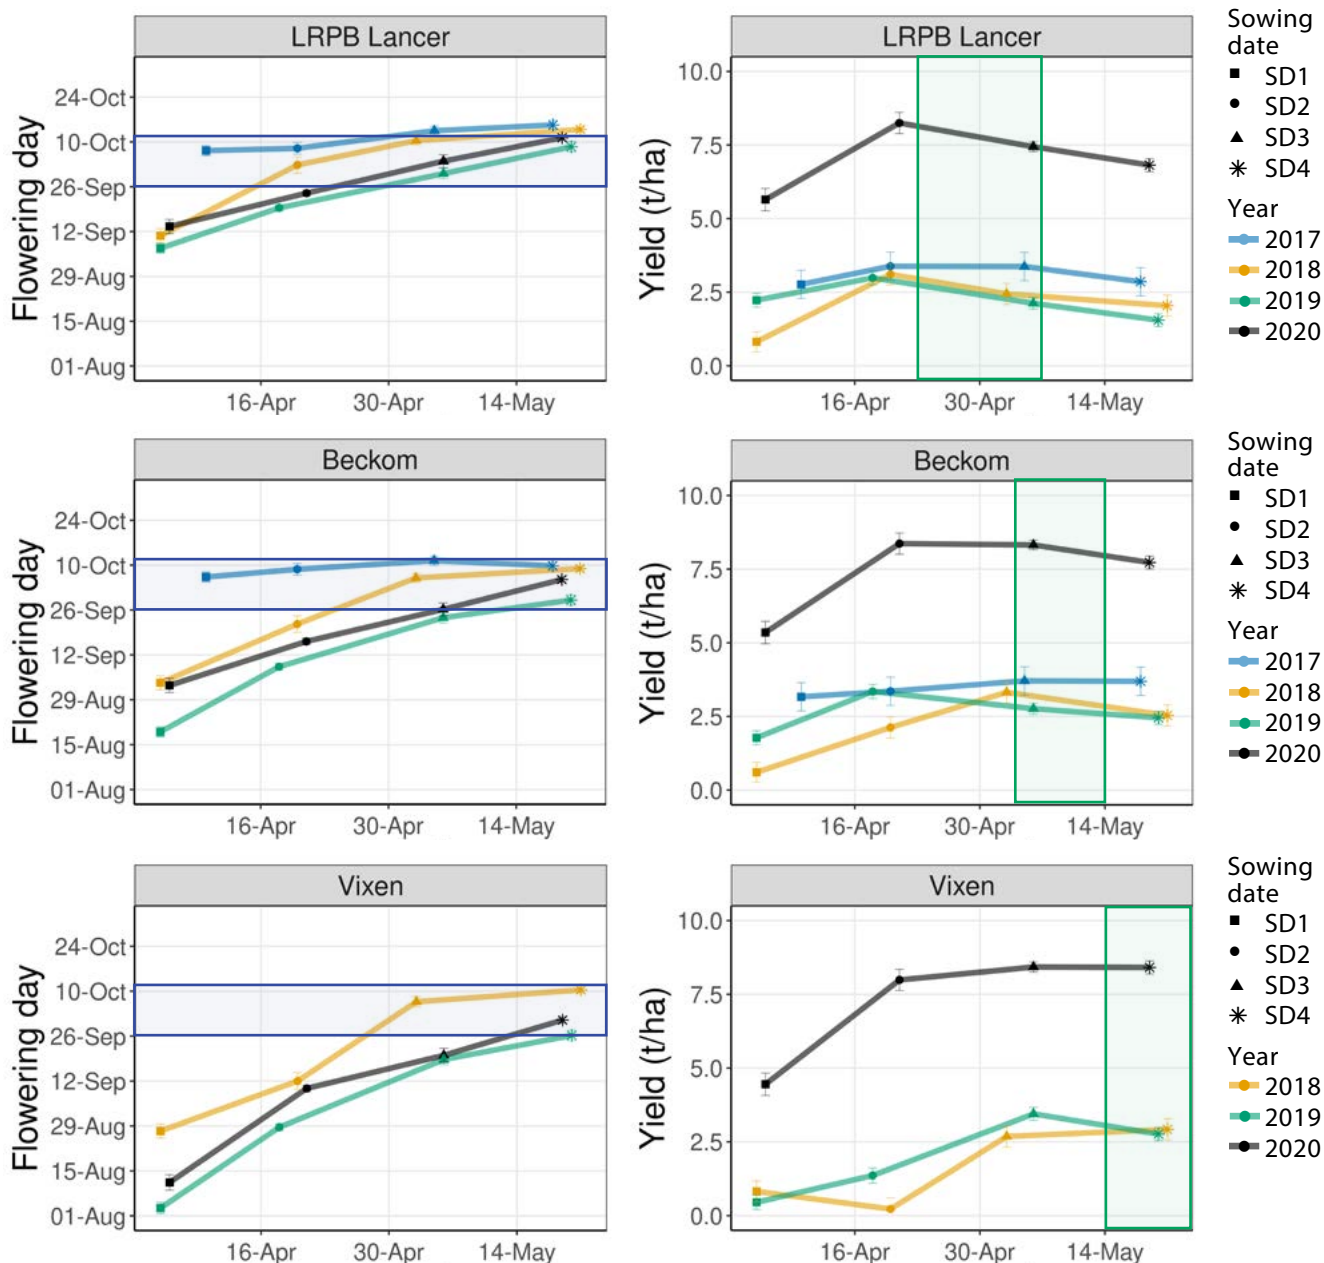 LRPB Lancer
Flowering day
24-Oct
10-Oct
26-Sep
12-Sep
29-Aug
15-Aug
01-Aug
16-Apr 30-Apr 14-May
LRPB Lancer
Yield (t/ha)
10.0
7.5
5.0
2.5
0.0
16-Apr 30-Apr 14-May
Sowing
date
SD1
SD2
SD3
SD4
Year
2017
2018
2019
2020
Beckom
Flowering day
24-Oct
10-Oct
26-Sep
12-Sep
29-Aug
15-Aug
01-Aug
16-Apr 30-Apr 14-May
Beckom
Yield (t/ha)
10.0
7.5
5.0
2.5
0.0
16-Apr 30-Apr 14-May
Sowing
date
SD1
SD2
SD3
SD4
Year
2017
2018
2019
2020
Vixen
Flowering day
24-Oct
10-Oct
26-Sep
12-Sep
29-Aug
15-Aug
01-Aug
16-Apr 30-Apr 14-May
Vixen
Yield (t/ha)
10.0
7.5
5.0
2.5
0.0
16-Apr 30-Apr 14-May
Sowing
date
SD1
SD2
SD3
SD4
Year
2018
2019
2020